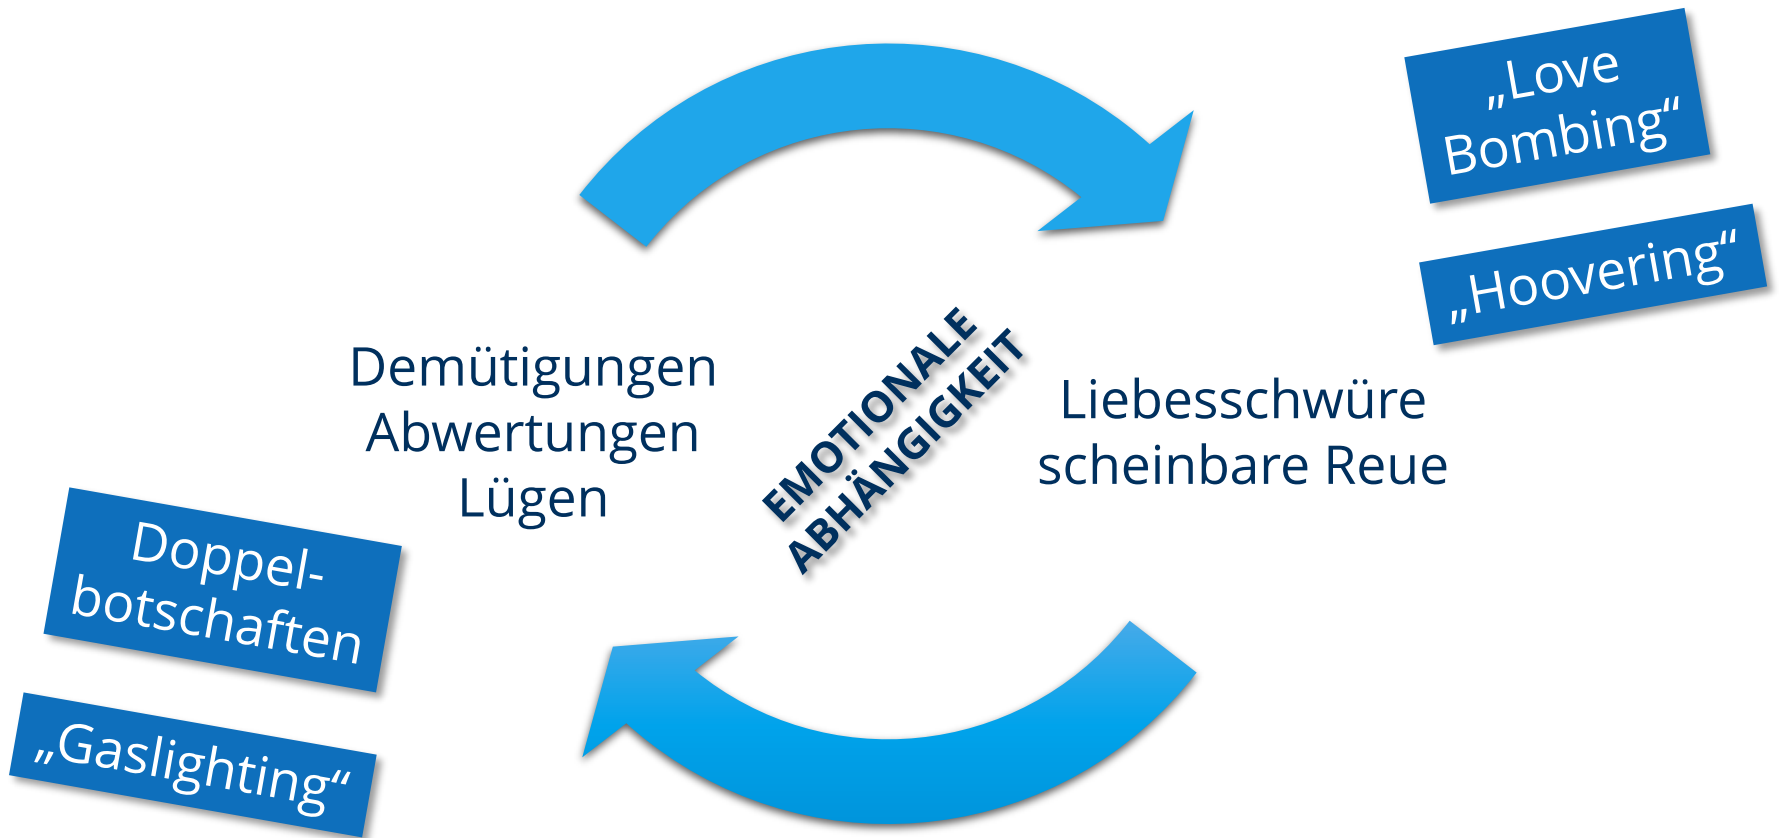 „Love
Bombing“
„Hoovering“
EMOTIONALE
ABHÄNGIGKEIT
Demütigungen
Abwertungen
Lügen
Liebesschwüre
scheinbare Reue
Doppel-
botschaften
„Gaslighting“